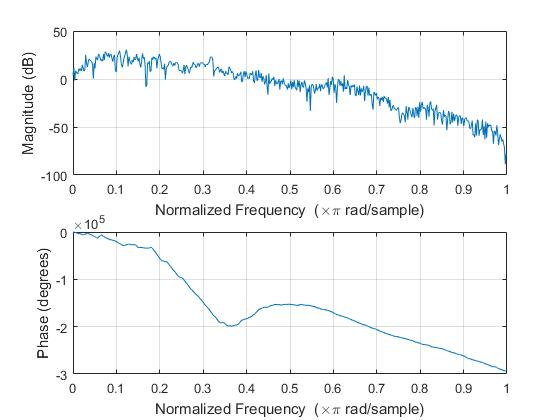 50
0
-50
-100
Magnitude (dB)
0 0.1 0.2 0.3 0.4 0.5 0.6 0.7 0.8 0.9 1
Normalized Frequency (×π rad/sample)
×10^5
0
-1
-2
-3
Phase (degrees)
0 0.1 0.2 0.3 0.4 0.5 0.6 0.7 0.8 0.9 1
Normalized Frequency (×π rad/sample)